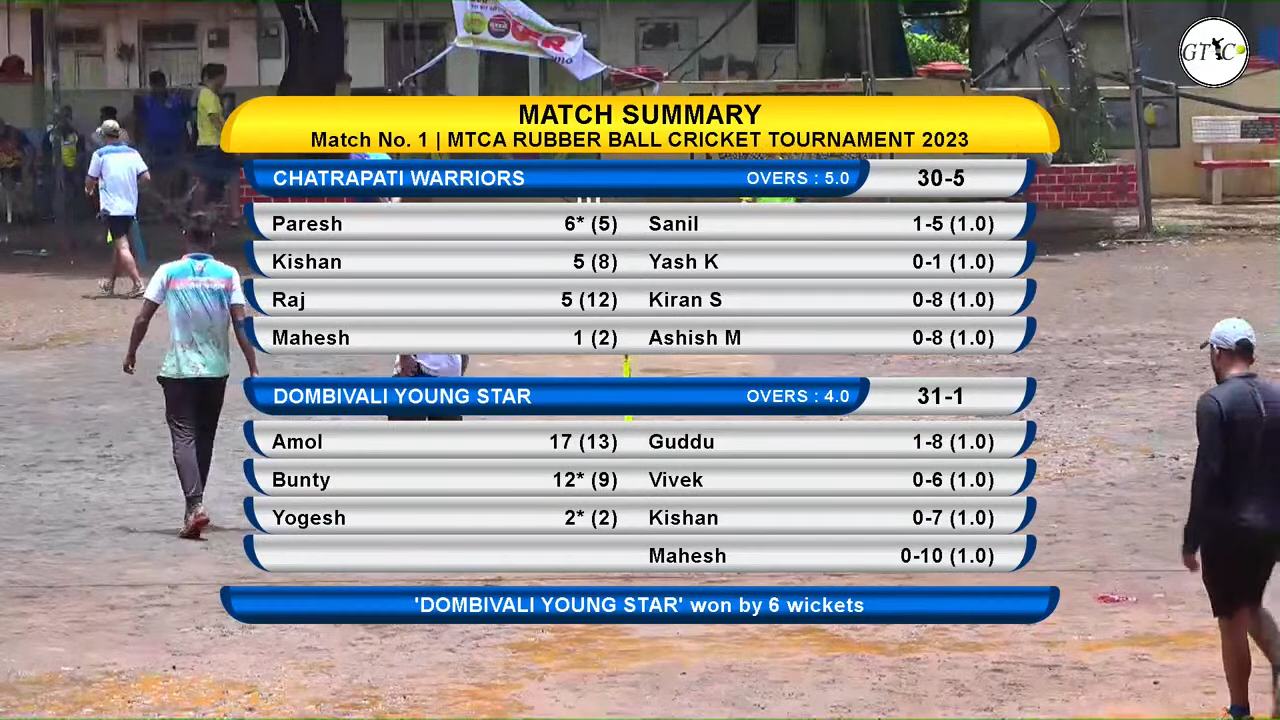 GTCC
MATCH SUMMARY
Match No. 1 | MTCA RUBBER BALL CRICKET TOURNAMENT 2023
CHATRAPATI WARRIORS OVERS : 5.0 30-5
Paresh 6* (5) Sanil 1-5 (1.0)
Kishan 5 (8) Yash K 0-1 (1.0)
Raj 5 (12) Kiran S 0-8 (1.0)
Mahesh 1 (2) Ashish M 0-8 (1.0)
DOMBIVALI YOUNG STAR OVERS : 4.0 31-1
Amol 17 (13) Guddu 1-8 (1.0)
Bunty 12* (9) Vivek 0-6 (1.0)
Yogesh 2* (2) Kishan 0-7 (1.0)
Mahesh 0-10 (1.0)
'DOMBIVALI YOUNG STAR' won by 6 wickets